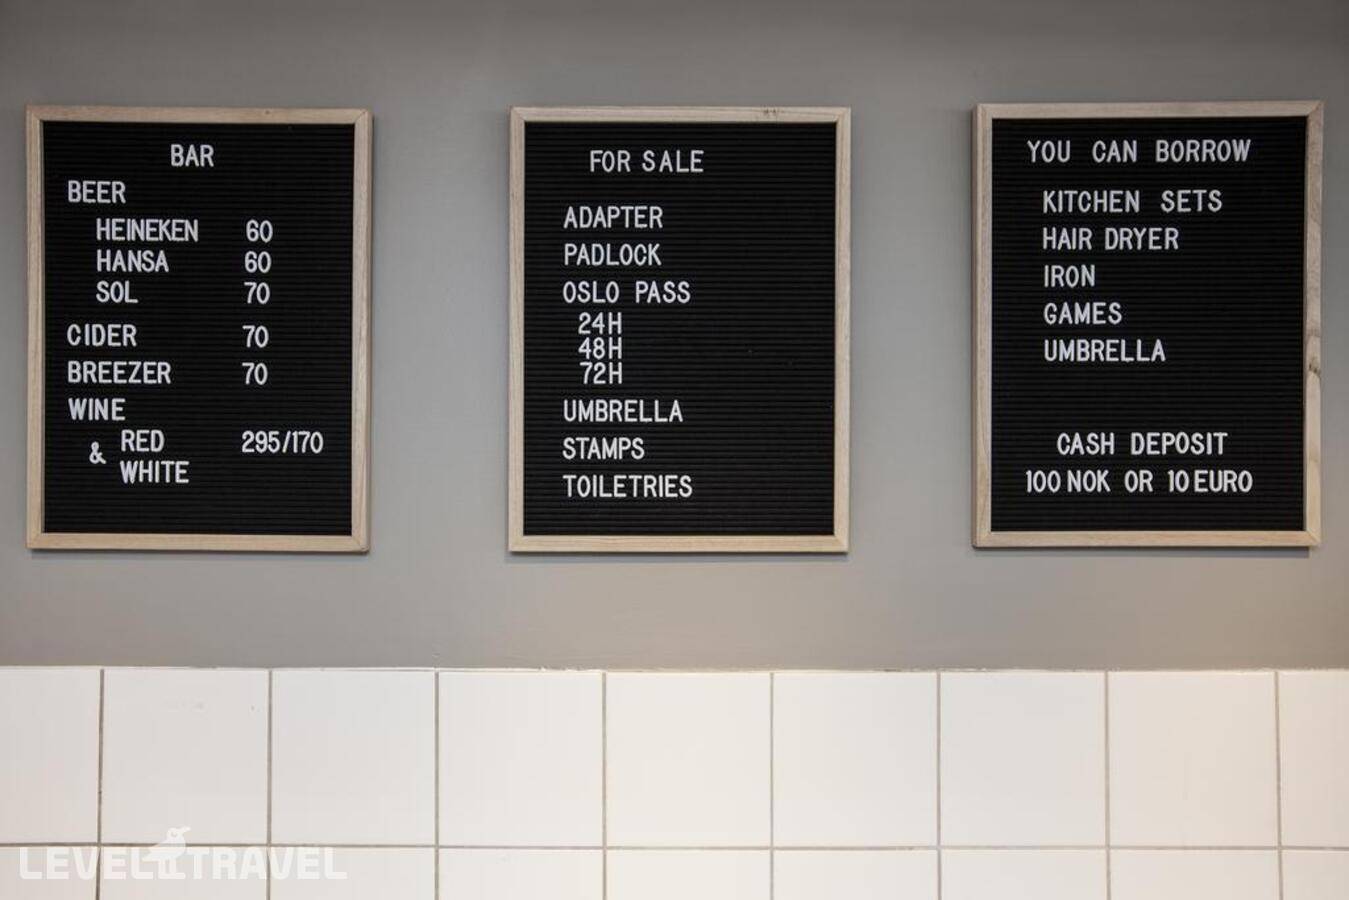 BAR
BEER
HEINEKEN 60
HANSA 60
SOL 70
CIDER 70
BREEZER 70
WINE
& RED 295/170
WHITE
FOR SALE
ADAPTER
PADLOCK
OSLO PASS
24H
48H
72H
UMBRELLA
STAMPS
TOILETRIES
YOU CAN BORROW
KITCHEN SETS
HAIR DRYER
IRON
GAMES
UMBRELLA
CASH DEPOSIT
100 NOK OR 10 EURO
LEVEL TRAVEL